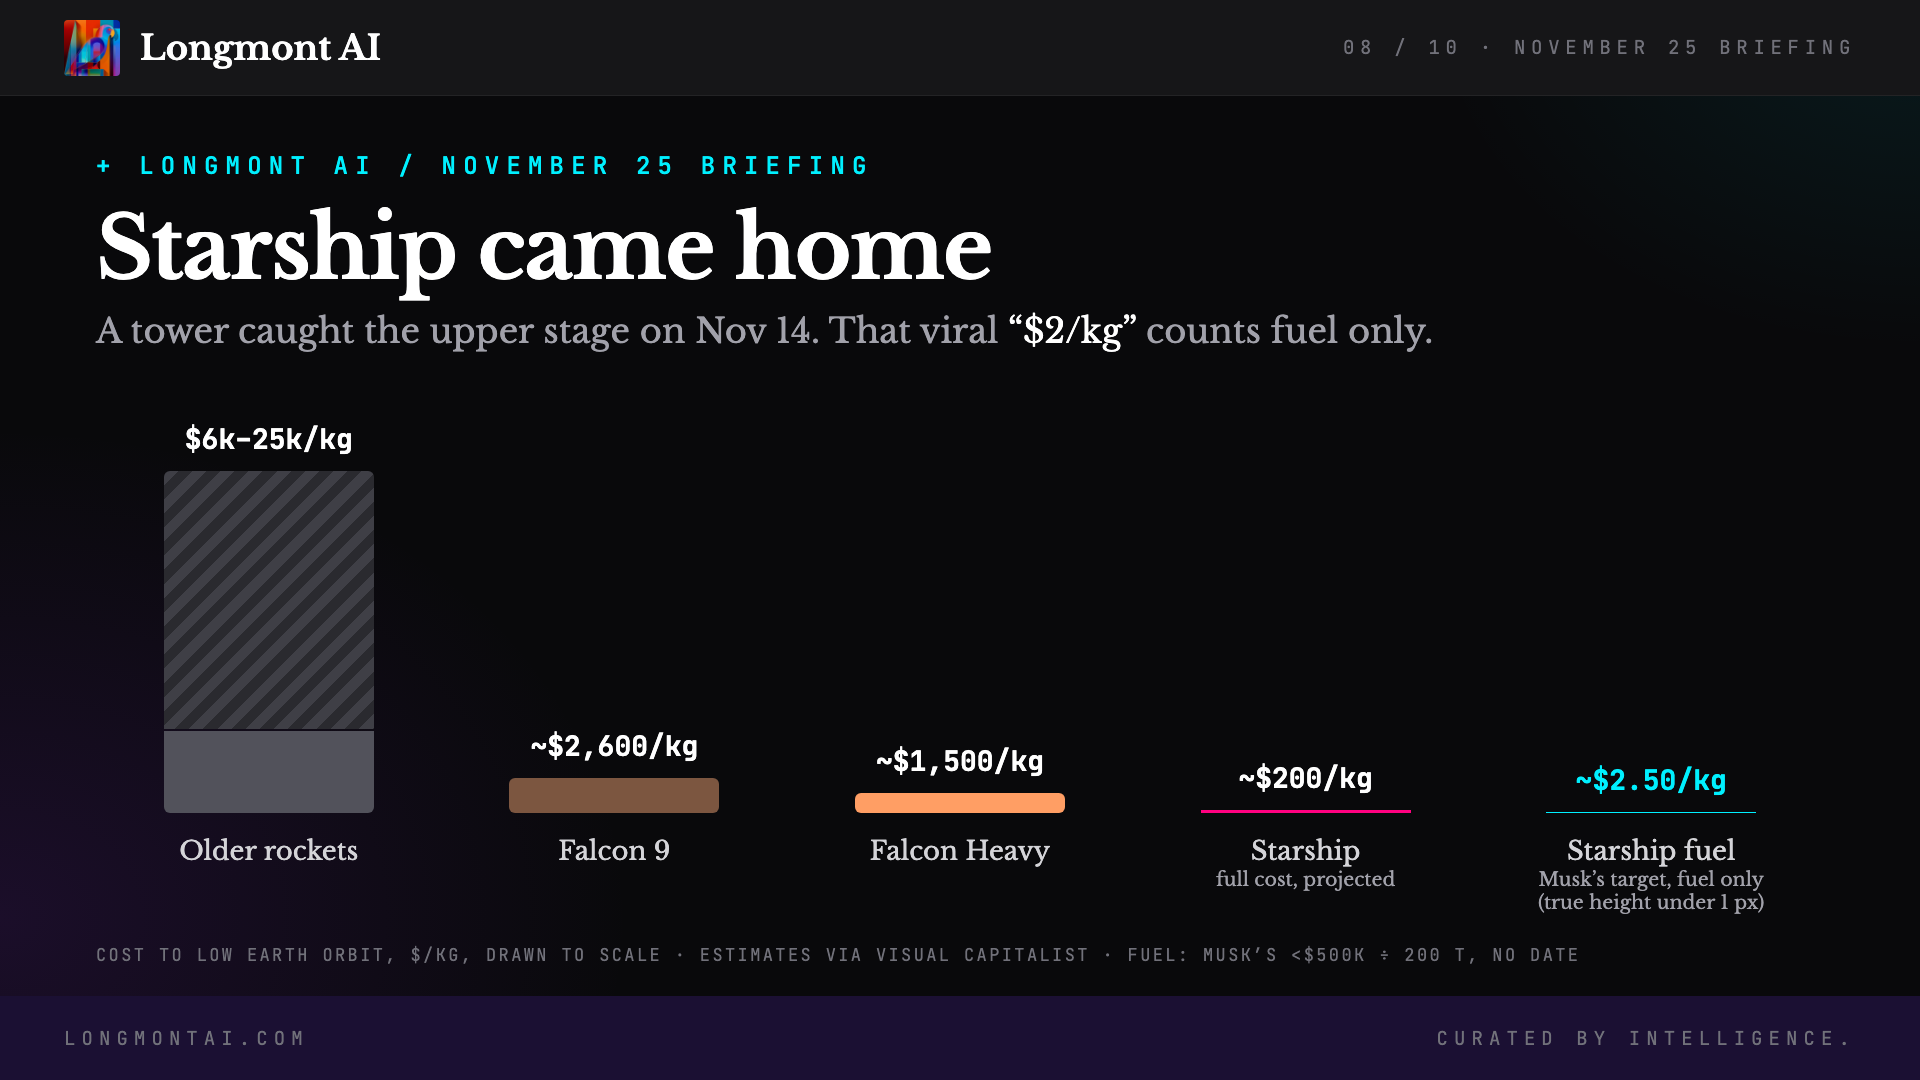 Longmont AI
08 / 10 · NOVEMBER 25 BRIEFING
+ LONGMONT AI / NOVEMBER 25 BRIEFING
Starship came home
A tower caught the upper stage on Nov 14. That viral “$2/kg” counts fuel only.
$6k–25k/kg
Older rockets
~$2,600/kg
Falcon 9
~$1,500/kg
Falcon Heavy
~$200/kg
Starship
full cost, projected
~$2.50/kg
Starship fuel
Musk’s target, fuel only
(true height under 1 px)
COST TO LOW EARTH ORBIT, $/KG, DRAWN TO SCALE · ESTIMATES VIA VISUAL CAPITALIST · FUEL: MUSK’S <$500K ÷ 200 T, NO DATE
LONGMONTAI.COM
CURATED BY INTELLIGENCE.